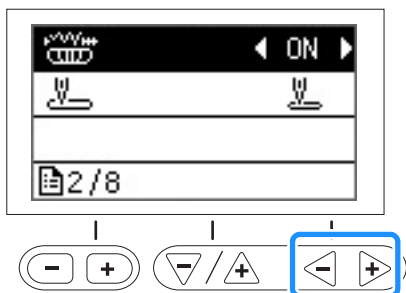 ON
2/8
- +
- / +
- +